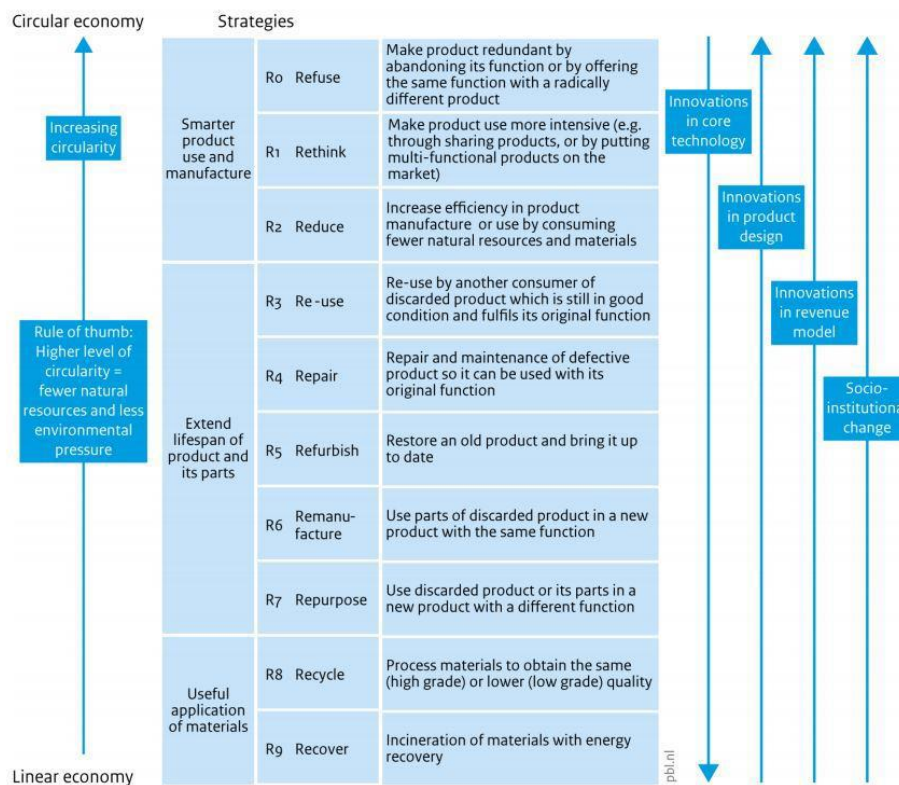 Circular economy
Strategies
Increasing
circularity
Rule of thumb:
Higher level of
circularity =
fewer natural
resources and less
environmental
pressure
Linear economy
Smarter
product
use and
manufacture
R0 Refuse
Make product redundant by
abandoning its function or by offering
the same function with a radically
different product
R1 Rethink
Make product use more intensive (e.g.
through sharing products, or by putting
multi-functional products on the
market)
R2 Reduce
Increase efficiency in product
manufacture or use by consuming
fewer natural resources and materials
Extend
lifespan of
product and
its parts
R3 Re-use
Re-use by another consumer of
discarded product which is still in good
condition and fulfils its original function
R4 Repair
Repair and maintenance of defective
product so it can be used with its
original function
R5 Refurbish
Restore an old product and bring it up
to date
R6 Remanu-
facture
Use parts of discarded product in a new
product with the same function
R7 Repurpose
Use discarded product or its parts in a
new product with a different function
Useful
application
of materials
R8 Recycle
Process materials to obtain the same
(high grade) or lower (low grade) quality
R9 Recover
Incineration of materials with energy
recovery
pbl.nl
Innovations
in core
technology
Innovations
in product
design
Innovations
in revenue
model
Socio-
institutional
change